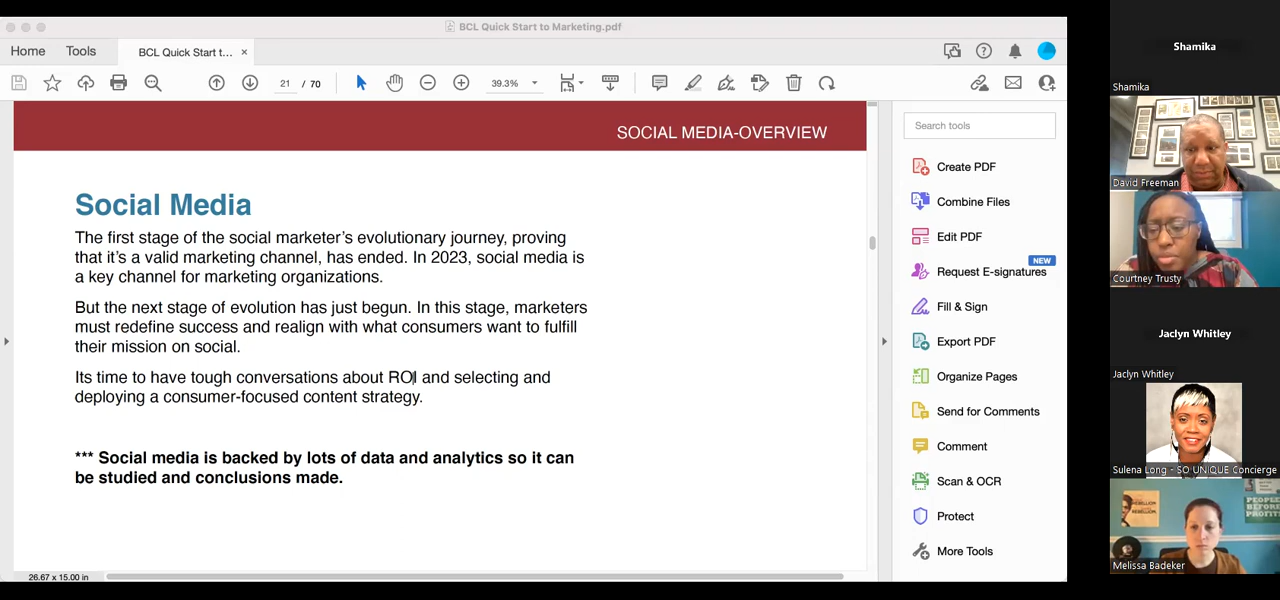 BCL Quick Start to Marketing.pdf
Home
Tools
BCL Quick Start t... ×
21 / 70
39.3%
SOCIAL MEDIA-OVERVIEW
Social Media
The first stage of the social marketer's evolutionary journey, proving
that it's a valid marketing channel, has ended. In 2023, social media is
a key channel for marketing organizations.
But the next stage of evolution has just begun. In this stage, marketers
must redefine success and realign with what consumers want to fulfill
their mission on social.
Its time to have tough conversations about ROI and selecting and
deploying a consumer-focused content strategy.
*** Social media is backed by lots of data and analytics so it can
be studied and conclusions made.
26.67 x 15.00 in
Search tools
Create PDF
Combine Files
Edit PDF
NEW
Request E-signatures
Fill & Sign
Export PDF
Organize Pages
Send for Comments
Comment
Scan & OCR
Protect
More Tools
Shamika
Shamika
David Freeman
Courtney Trusty
Jaclyn Whitley
Jaclyn Whitley
Sulena Long - SO UNIQUE Concierge
PEOPLE
BEFORE
PROFITS
Melissa Badeker